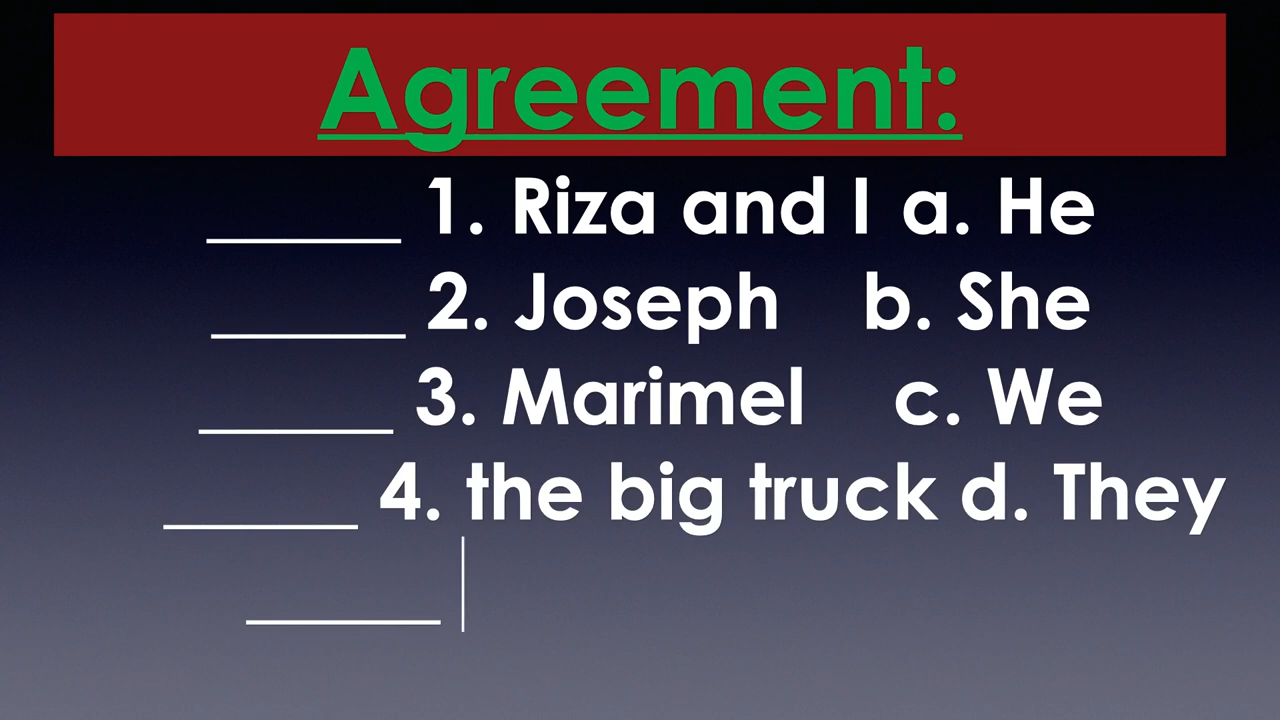 Agreement:
______ 1. Riza and I a. He
______ 2. Joseph b. She
______ 3. Marimel c. We
______ 4. the big truck d. They
______